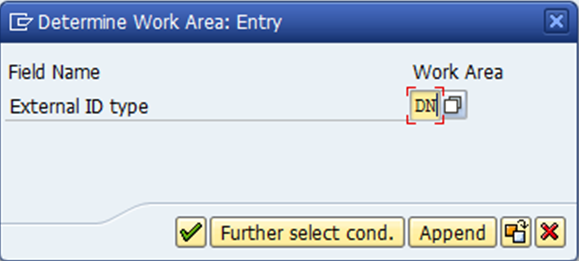 Determine Work Area: Entry
Field Name Work Area
External ID type DN
Further select cond. Append